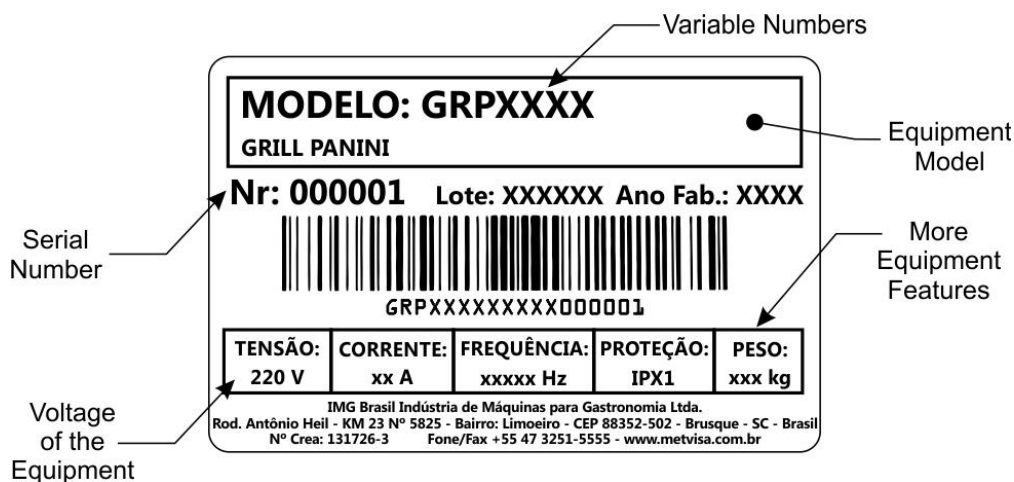 Variable Numbers
MODELO: GRPXXXX
GRILL PANINI
Equipment
Model
Nr: 000001 Lote: XXXXXX Ano Fab.: XXXX
Serial
Number
More
Equipment
Features
GRPXXXXXXXXX000001
TENSÃO: CORRENTE: FREQUÊNCIA: PROTEÇÃO: PESO:
220 V xx A xxxxx Hz IPX1 xxx kg
Voltage
of the
Equipment
IMG Brasil Indústria de Máquinas para Gastronomia Ltda.
Rod. Antônio Heil - KM 23 Nº 5825 - Bairro: Limoeiro - CEP 88352-502 - Brusque - SC - Brasil
Nº Crea: 131726-3 Fone/Fax +55 47 3251-5555 - www.metvisa.com.br